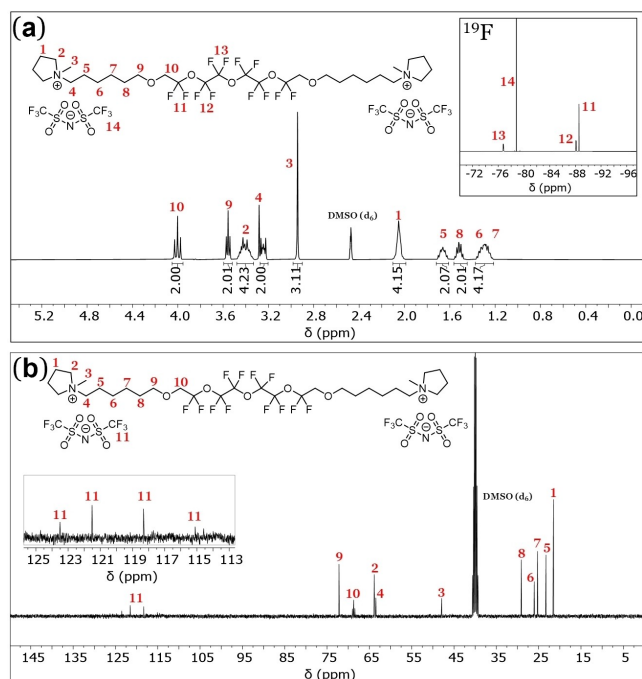 (a)
13
19F
1 2
3
5 7 9 10
N
⊕
4 6 8
O
F F F F F F
O O O O
F F F F F F
11 12
N
⊕
O O O O
F3C S S CF3
N ⊖
O O
14
O O O O
F3C S S CF3
N ⊖
O O
14
11
13 12
-72 -76 -80 -84 -88 -92 -96
δ (ppm)
3
10 9 2 4 DMSO (d6) 1 5 8 6 7
2.00 2.01 4.23 2.00 3.11 4.15 2.07 2.01 4.17
5.2 4.8 4.4 4.0 3.6 3.2 2.8 2.4 2.0 1.6 1.2 0.8 0.4 0.0
δ (ppm)
(b)
1 2
3
5 7 9 10
N
⊕
4 6 8
O
F F F F F F
O O O O
F F F F F F
N
⊕
O O O O
F3C S S CF3
N ⊖
O O
11
O O O O
F3C S S CF3
N ⊖
O O
11 11 11 11
125 123 121 119 118 116 115 113
δ (ppm)
DMSO (d6)
1
9 2 8 7 5
11 10 4 3 6
145 135 125 115 105 95 85 75 65 55 45 35 25 15 5
δ (ppm)